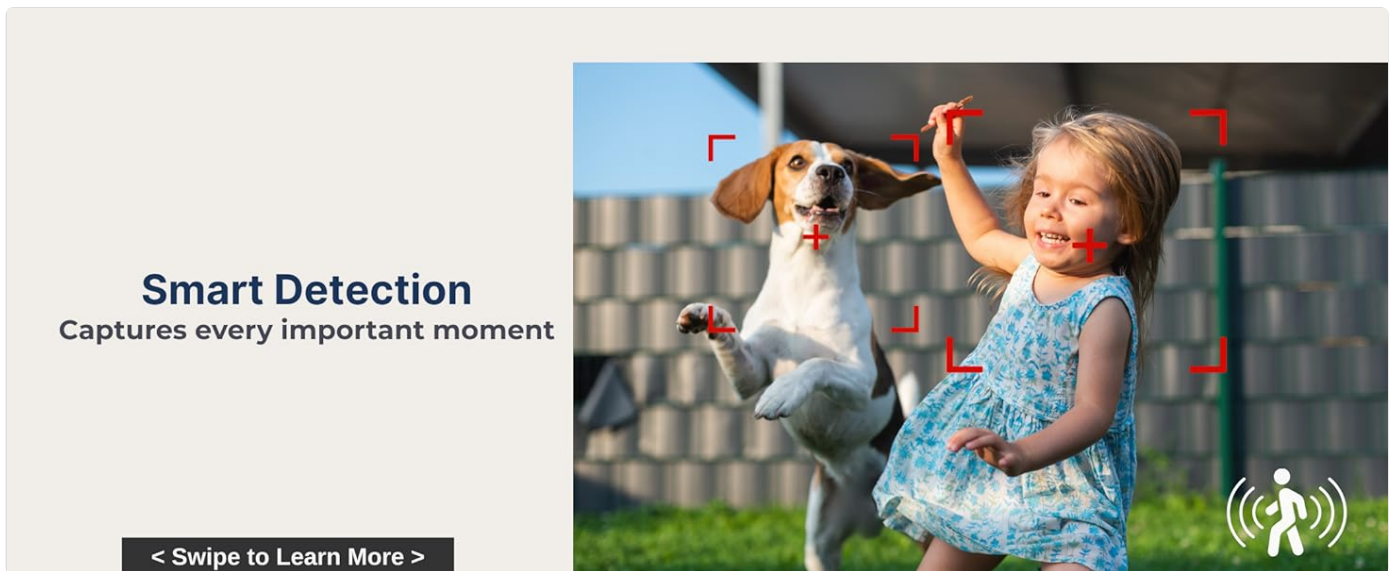 Smart Detection
Captures every important moment
< Swipe to Learn More >